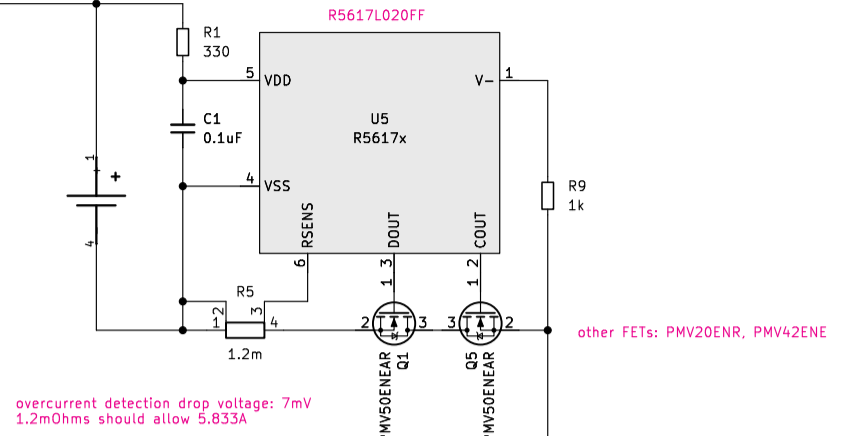 R5617L020FF
R1
330
5
VDD
V-
1
C1
0.1uF
U5
R5617x
1
+
4
VSS
R9
1k
4
RSENS
DOUT
COUT
6
3
2
1
1
R5
2
3
1
4
2
3
3
2
1.2m
Q1
Q5
PMV50ENEAR
PMV50ENEAR
other FETs: PMV20ENR, PMV42ENE
overcurrent detection drop voltage: 7mV
1.2mOhms should allow 5.833A